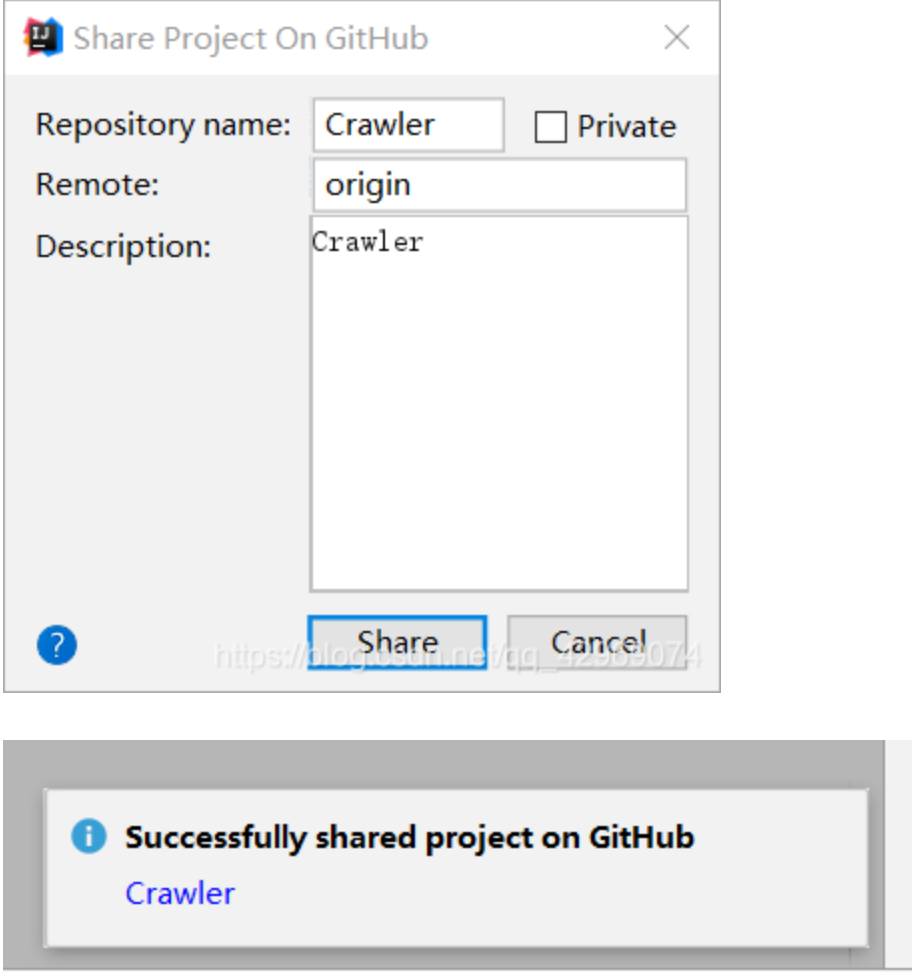 IJ Share Project On GitHub
Repository name: Crawler Private
Remote: origin
Description: Crawler
? Share Cancel
https://blog.csdn.net/qq_42969074
i Successfully shared project on GitHub
Crawler